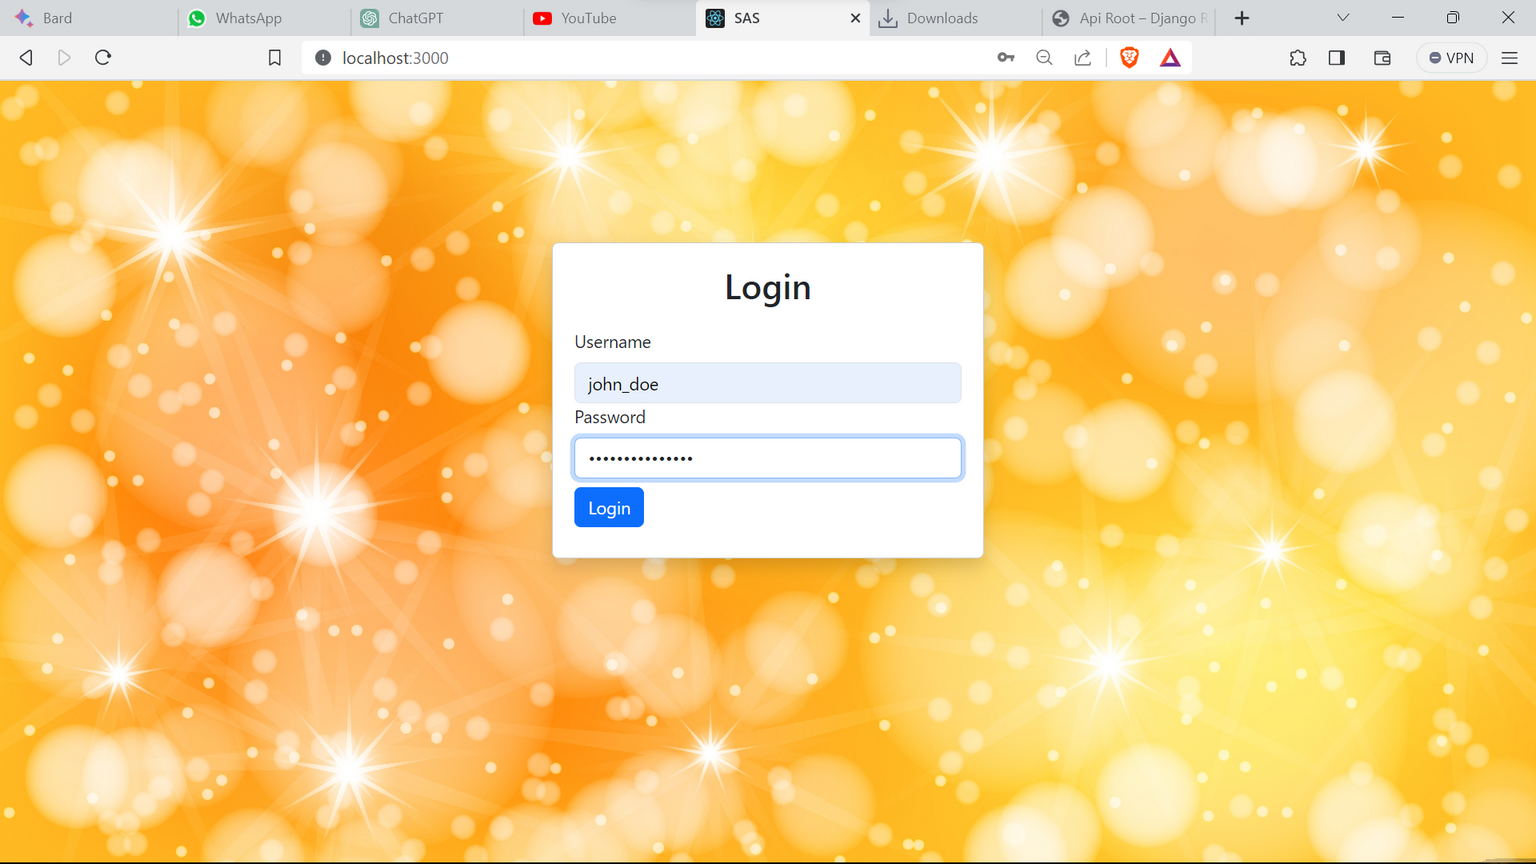 Bard
WhatsApp
ChatGPT
YouTube
SAS
Downloads
Api Root – Django R
localhost:3000
VPN
Login
Username
john_doe
Password
•••••••••••••••
Login